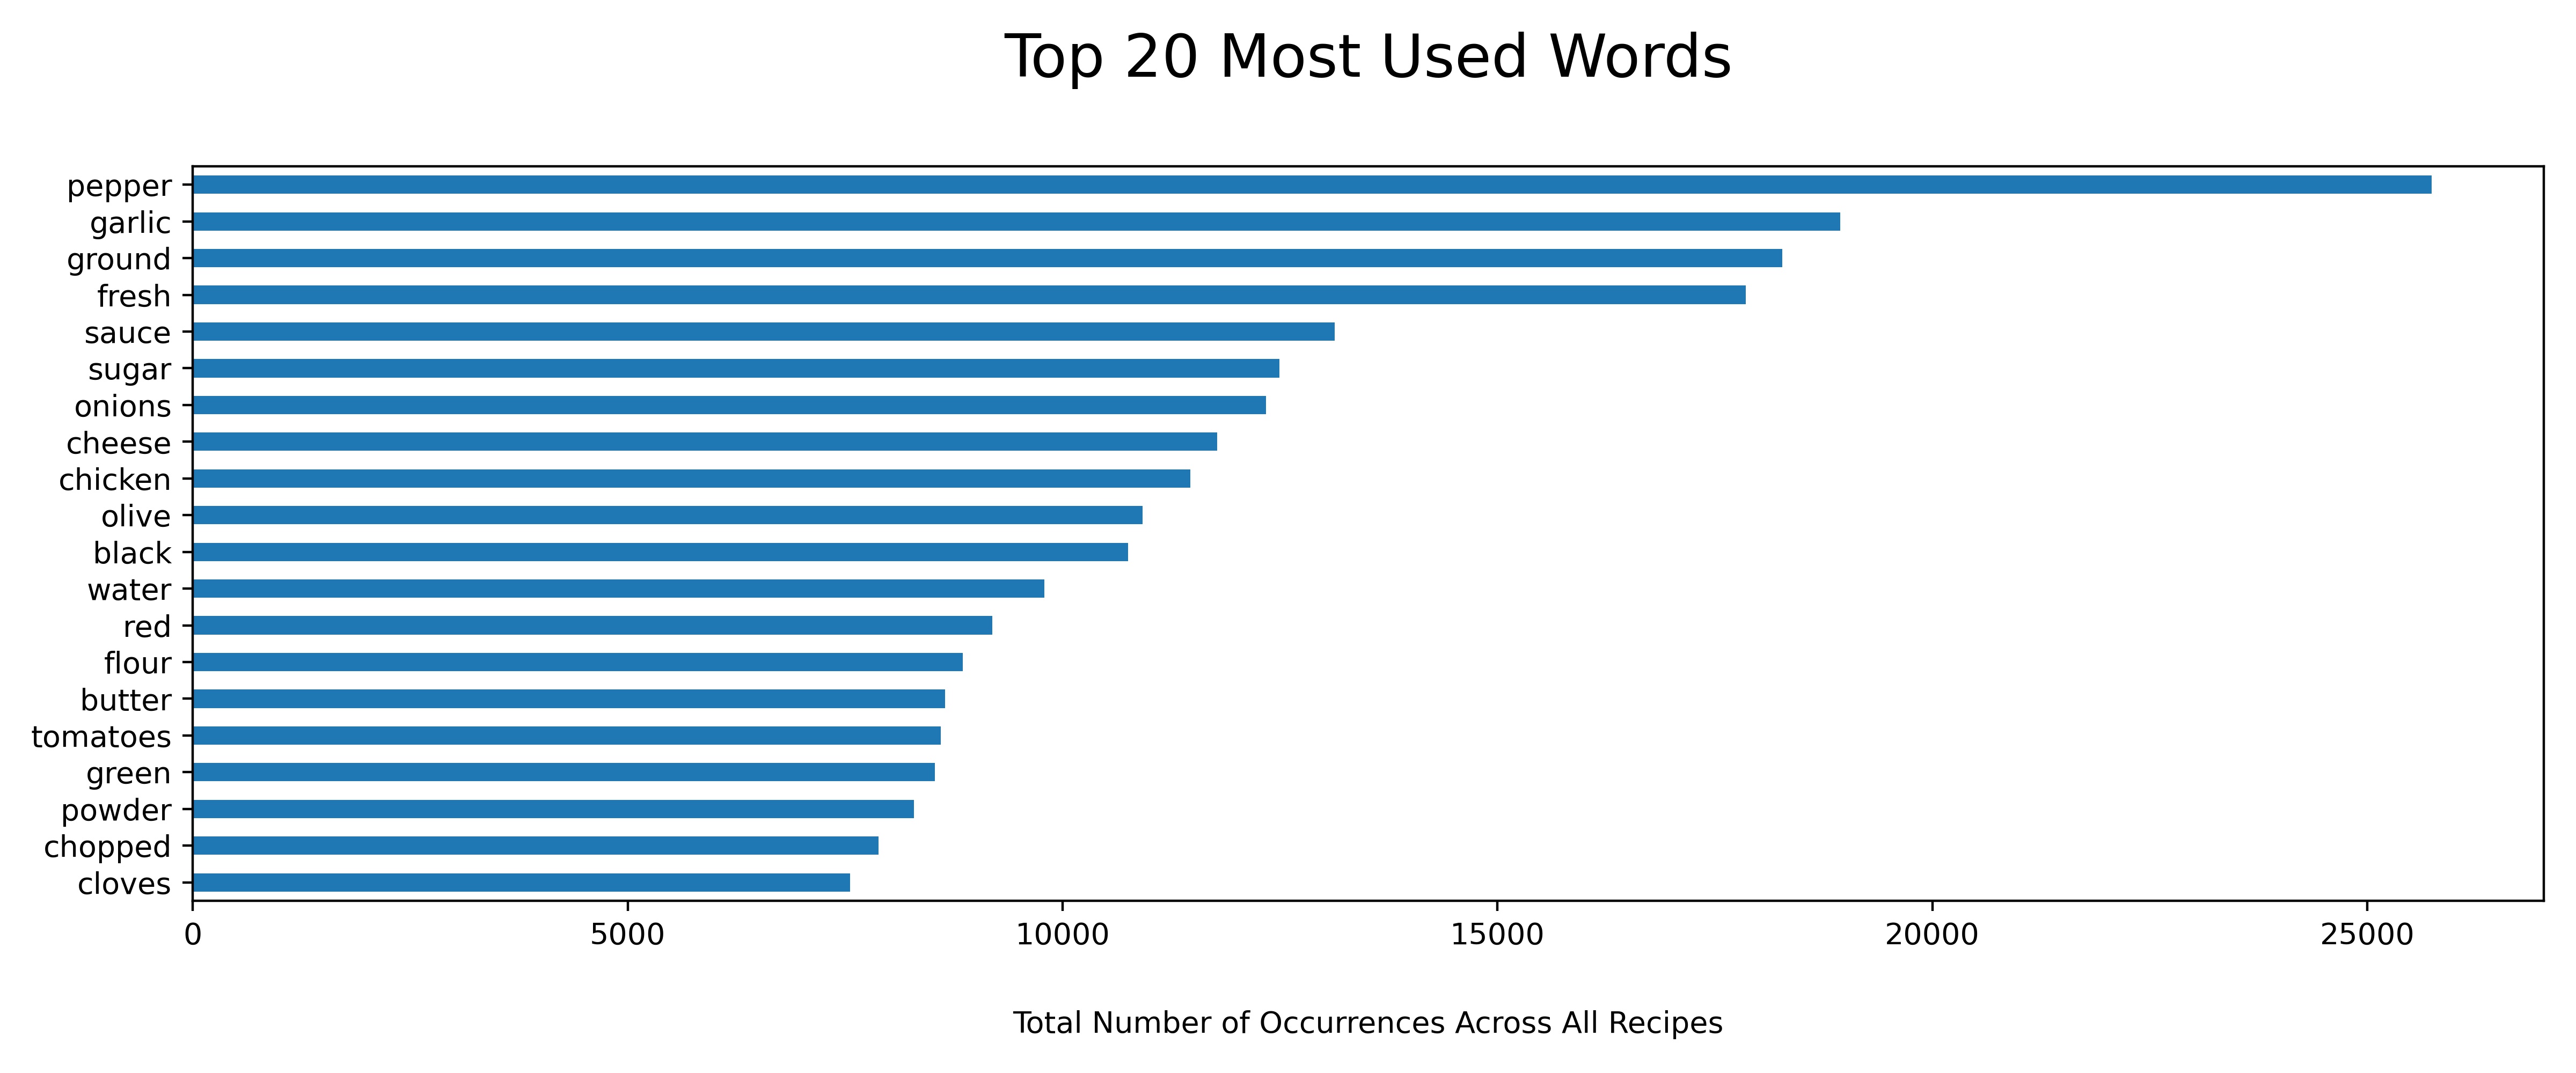 Top 20 Most Used Words
pepper
garlic
ground
fresh
sauce
sugar
onions
cheese
chicken
olive
black
water
red
flour
butter
tomatoes
green
powder
chopped
cloves
0 5000 10000 15000 20000 25000
Total Number of Occurrences Across All Recipes